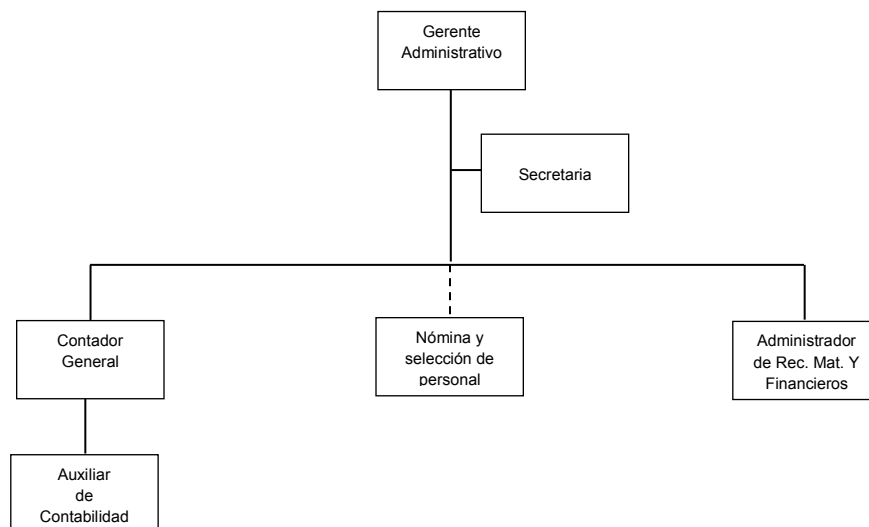 Gerente
Administrativo
Secretaria
Contador
General
Nómina y
selección de
personal
Administrador
de Rec. Mat. Y
Financieros
Auxiliar
de
Contabilidad